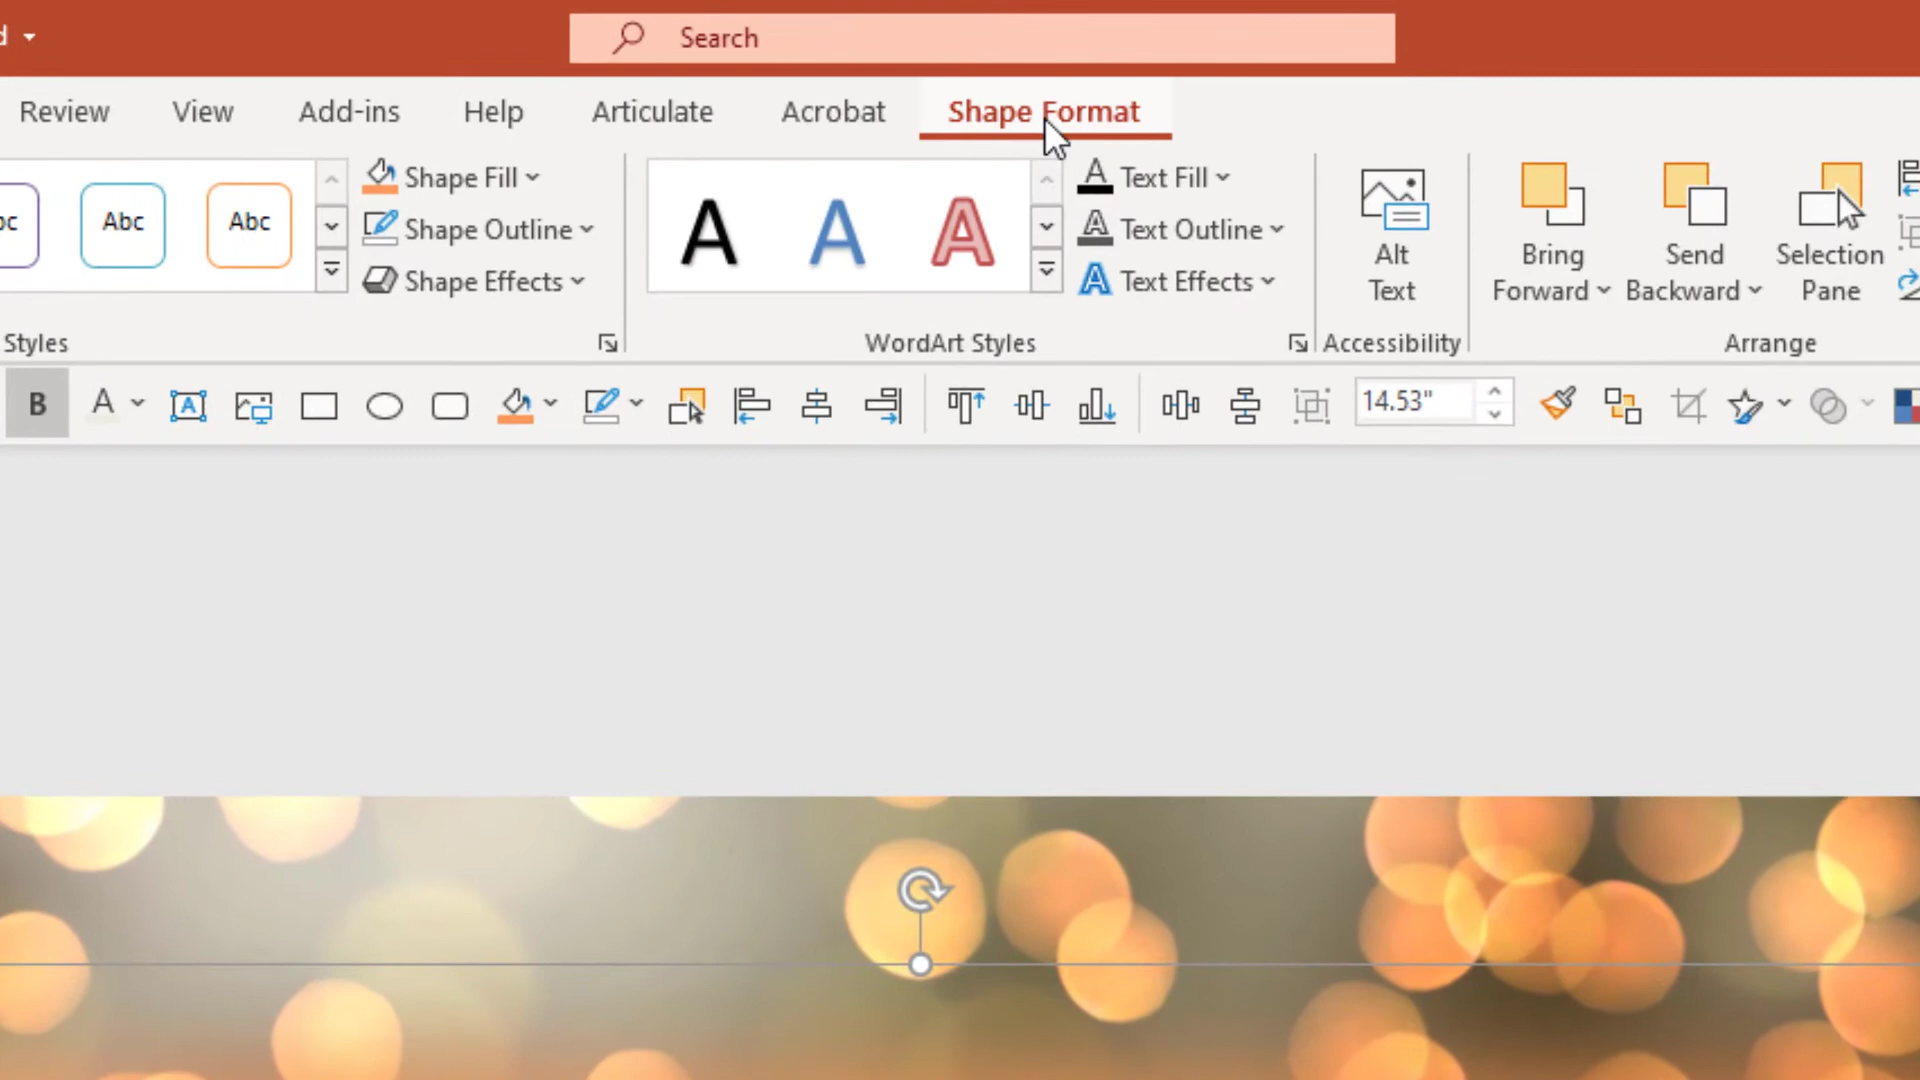 d
Search
Review View Add-ins Help Articulate Acrobat Shape Format
Abc Abc
Shape Fill
Shape Outline
Shape Effects
A A A
Text Fill
Text Outline
Text Effects
Alt
Text
Bring
Forward
Send
Backward
Selection
Pane
Styles WordArt Styles Accessibility Arrange
B A A 14.53"